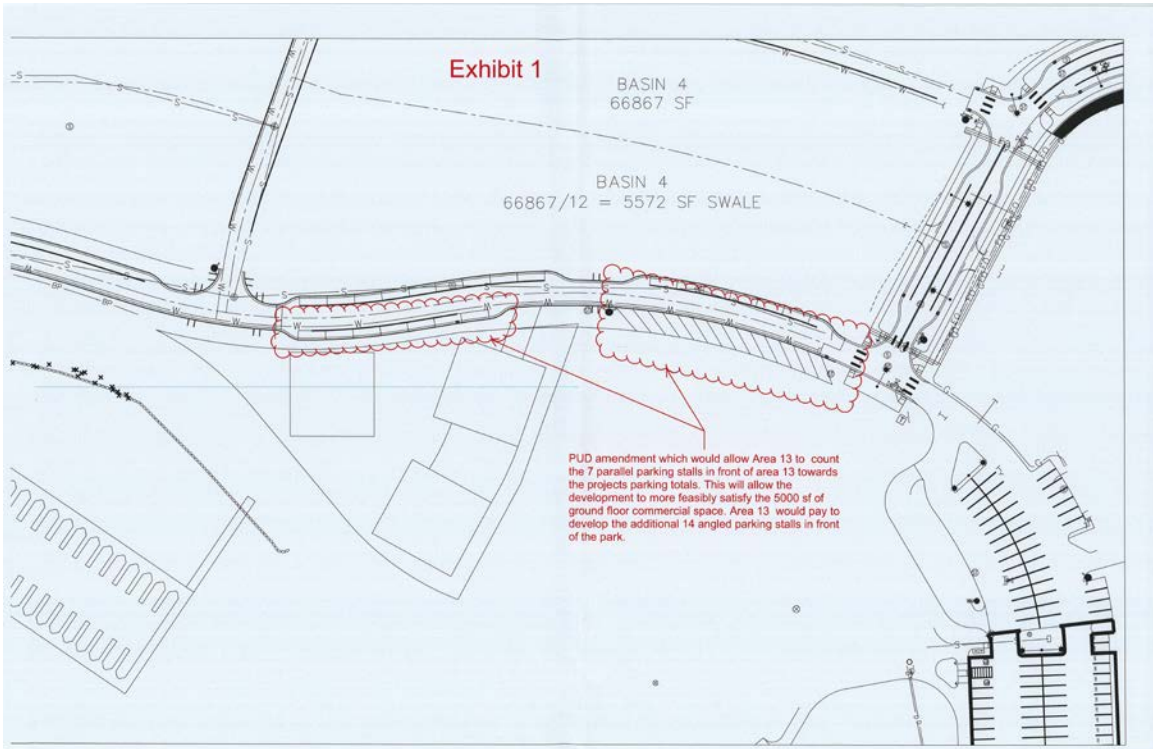 Exhibit 1
BASIN 4
66867 SF
BASIN 4
66867/12 = 5572 SF SWALE
PUD amendment which would allow Area 13 to count
the 7 parallel parking stalls in front of area 13 towards
the projects parking totals. This will allow the
development to more feasibly satisfy the 5000 sf of
ground floor commercial space. Area 13 would pay to
develop the additional 14 angled parking stalls in front
of the park.